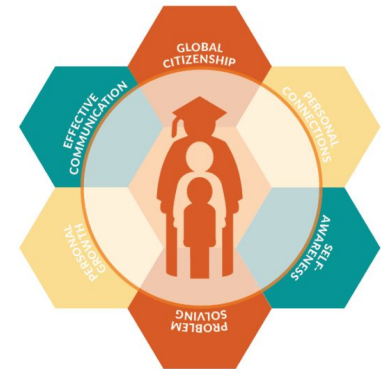 GLOBAL
CITIZENSHIP
PERSONAL
CONNECTIONS
SELF-
AWARENESS
PROBLEM
SOLVING
PERSONAL
GROWTH
EFFECTIVE
COMMUNICATION